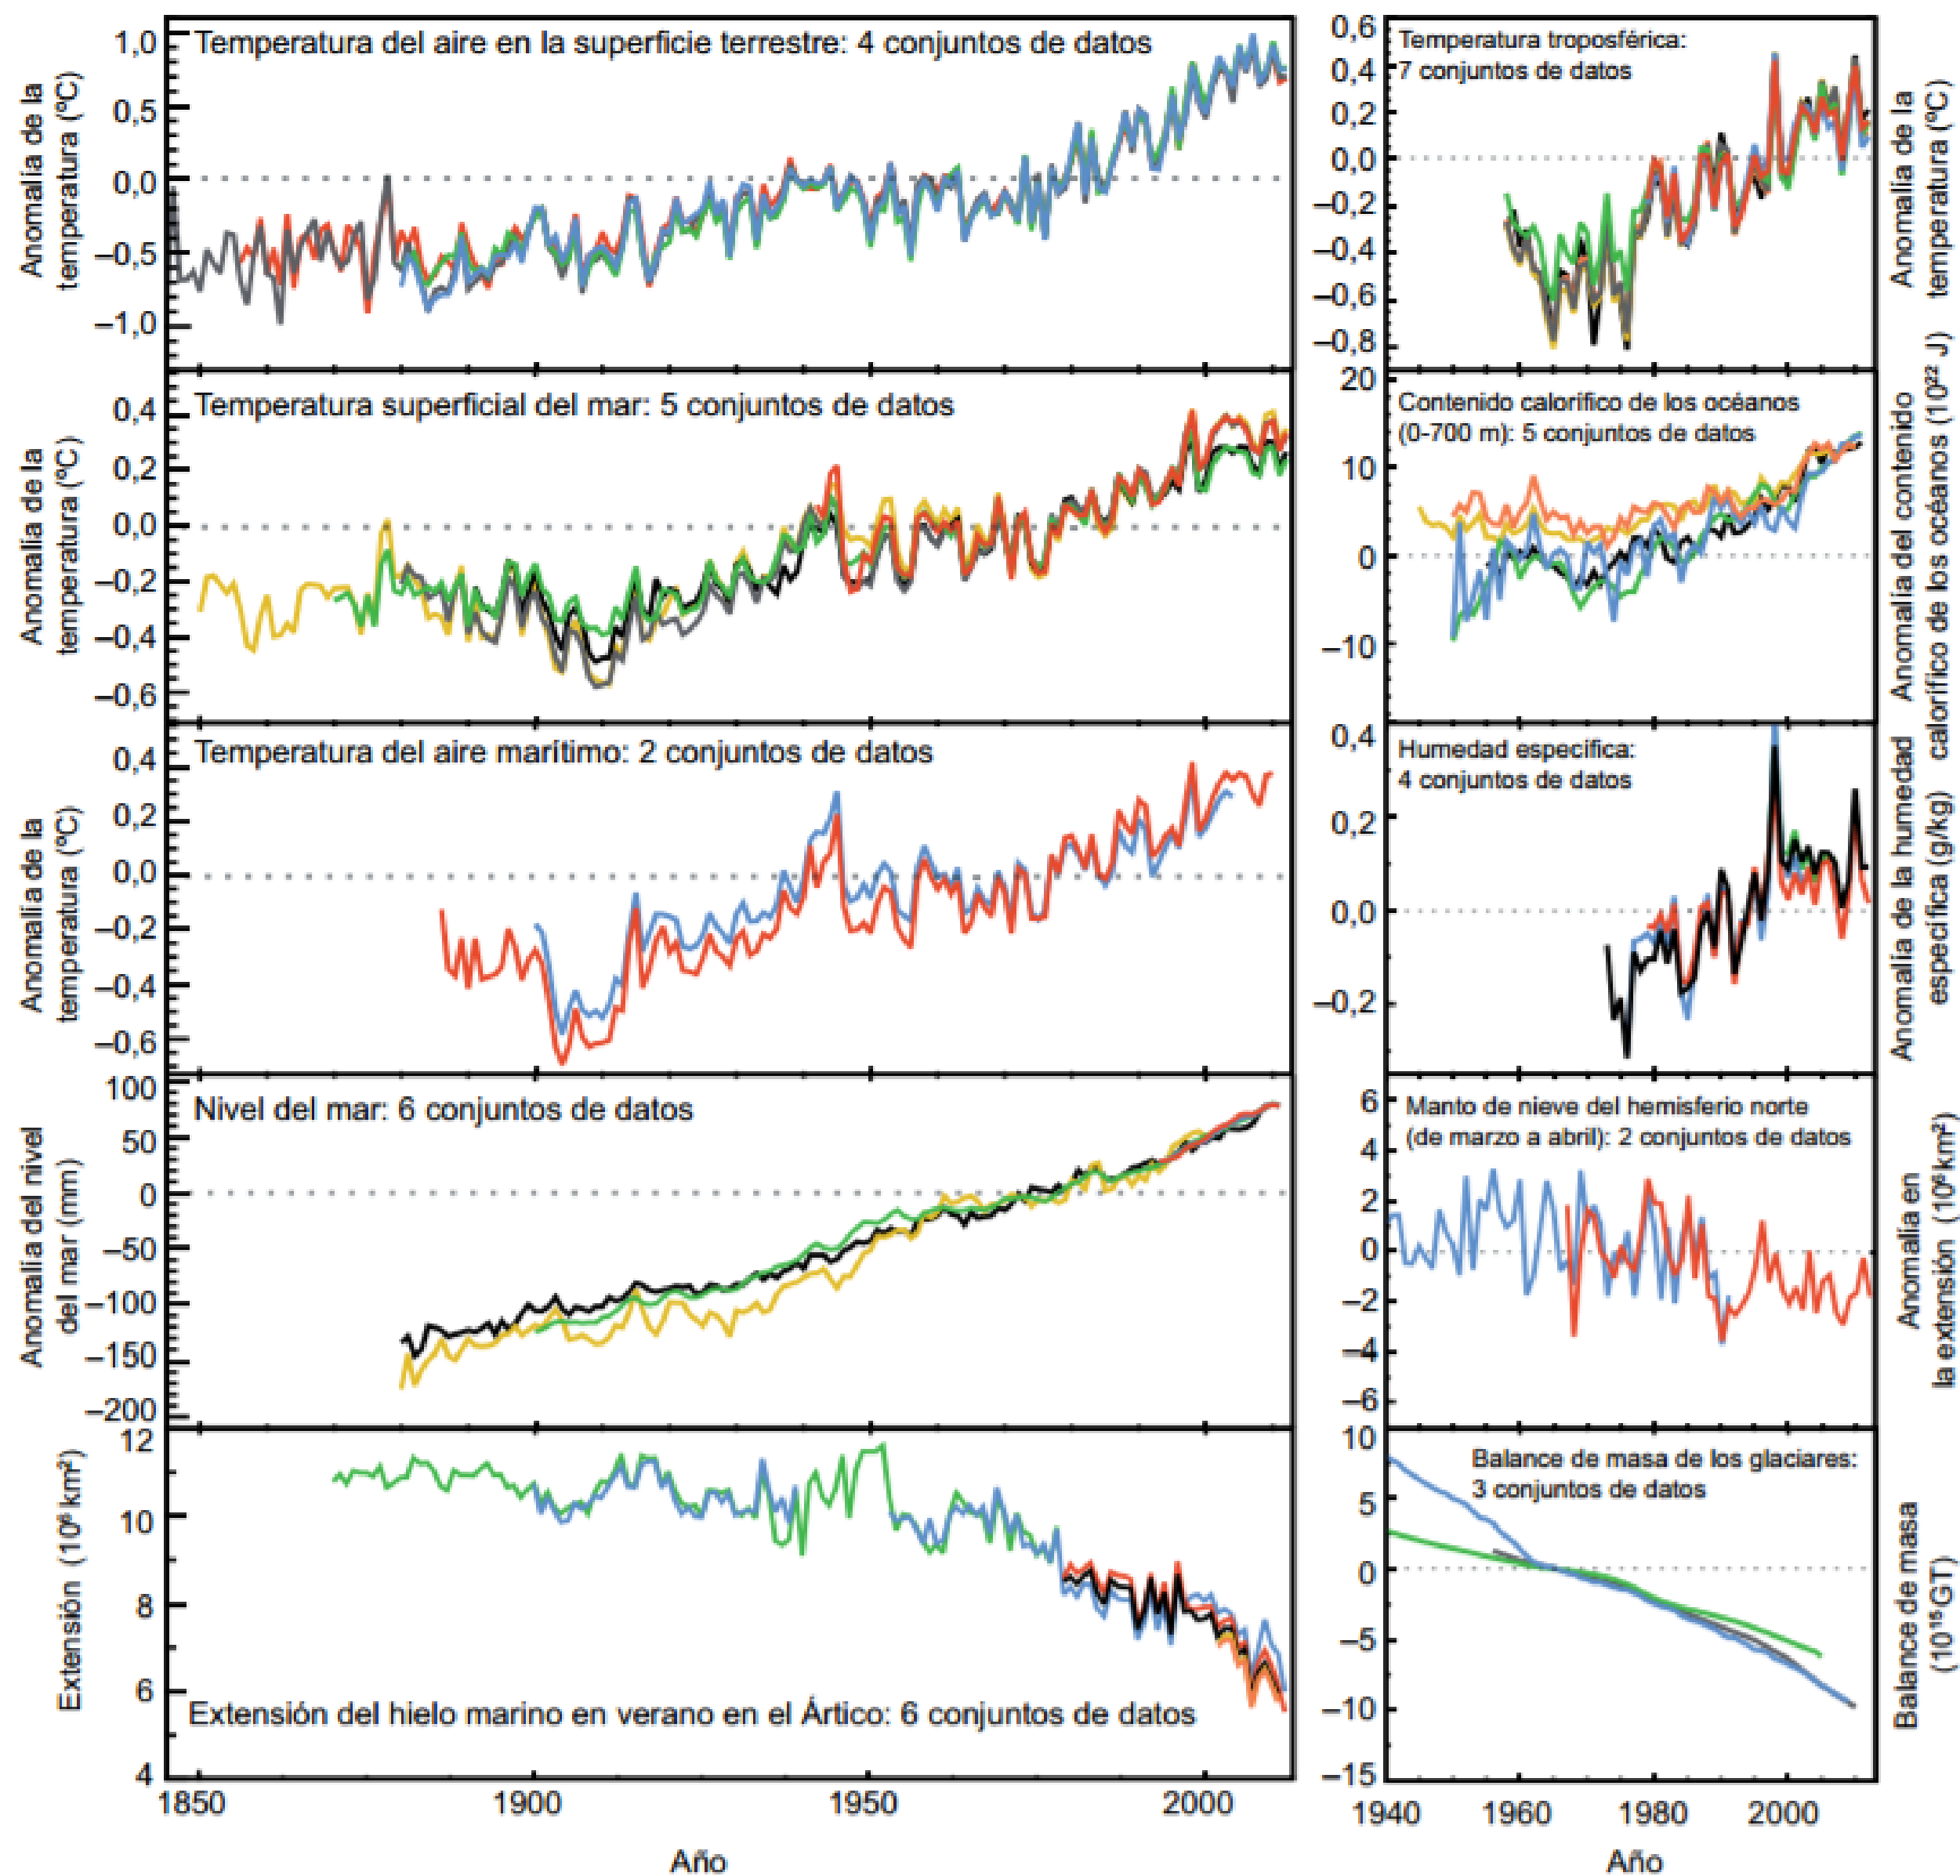 Temperatura del aire en la superficie terrestre: 4 conjuntos de datos
Anomalía de la
temperatura (ºC)
1,0
0,5
0,0
–0,5
–1,0
Temperatura superficial del mar: 5 conjuntos de datos
Anomalía de la
temperatura (ºC)
0,4
0,2
0,0
–0,2
–0,4
–0,6
Temperatura del aire marítimo: 2 conjuntos de datos
Anomalía de la
temperatura (ºC)
0,4
0,2
0,0
–0,2
–0,4
–0,6
Nivel del mar: 6 conjuntos de datos
Anomalía del nivel
del mar (mm)
100
50
0
–50
–100
–150
–200
Extensión (10⁶ km²)
12
10
8
6
4
Extensión del hielo marino en verano en el Ártico: 6 conjuntos de datos
1850
1900
1950
2000
Año
Temperatura troposférica:
7 conjuntos de datos
0,6
0,4
0,2
0,0
–0,2
–0,4
–0,6
–0,8
Anomalía de la
temperatura (ºC)
Contenido calorífico de los océanos
(0-700 m): 5 conjuntos de datos
20
10
0
–10
Anomalía del contenido
calorífico de los océanos (10²² J)
Humedad específica:
4 conjuntos de datos
0,4
0,2
0,0
–0,2
Anomalía de la humedad
específica (g/kg)
Manto de nieve del hemisferio norte
(de marzo a abril): 2 conjuntos de datos
6
4
2
0
–2
–4
–6
Anomalía en
la extensión (10⁶ km²)
Balance de masa de los glaciares:
3 conjuntos de datos
10
5
0
–5
–10
–15
Balance de masa
(10¹⁵ GT)
1940
1960
1980
2000
Año